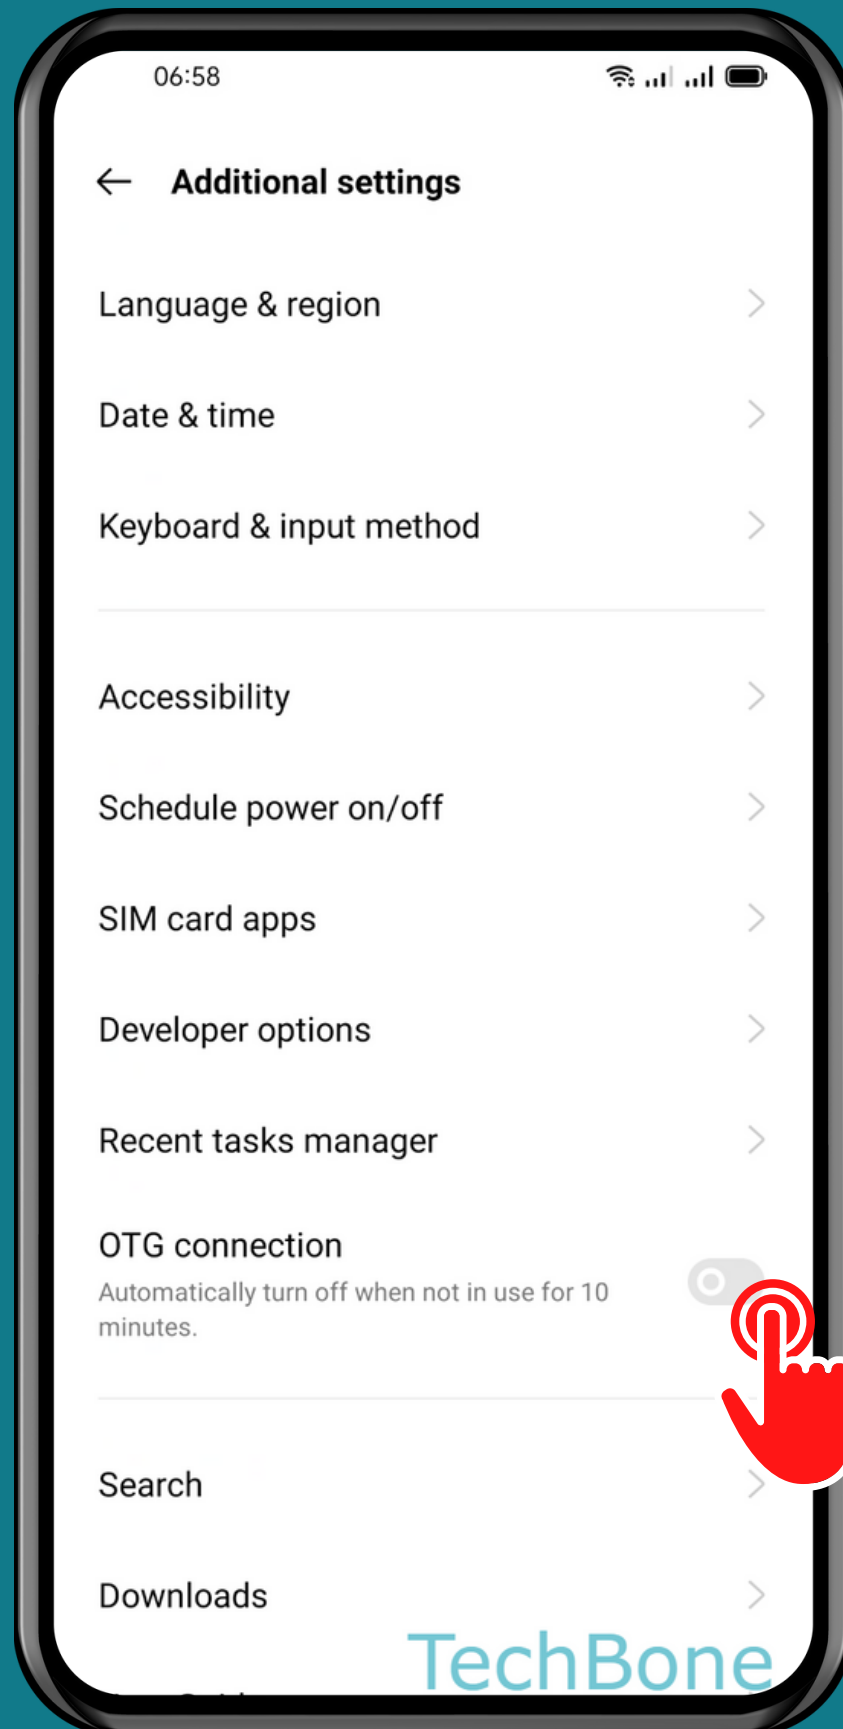 06:58
Additional settings
Language & region
Date & time
Keyboard & input method
Accessibility
Schedule power on/off
SIM card apps
Developer options
Recent tasks manager
OTG connection
Automatically turn off when not in use for 10
minutes.
Search
Downloads
TechBone